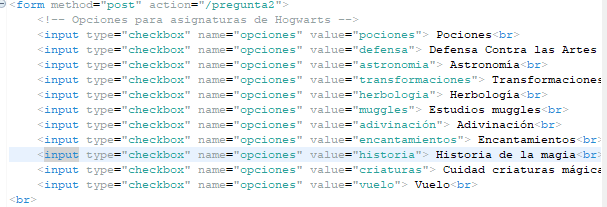 <form method="post" action="/pregunta2">
<!-- Opciones para asignaturas de Hogwarts -->
<input type="checkbox" name="opciones" value="pociones"> Pociones<br>
<input type="checkbox" name="opciones" value="defensa"> Defensa Contra las Artes
<input type="checkbox" name="opciones" value="astronomia"> Astronomía<br>
<input type="checkbox" name="opciones" value="transformaciones"> Transformaciones
<input type="checkbox" name="opciones" value="herbologia"> Herbología<br>
<input type="checkbox" name="opciones" value="muggles"> Estudios muggles<br>
<input type="checkbox" name="opciones" value="adivinación"> Adivinación<br>
<input type="checkbox" name="opciones" value="encantamientos"> Encantamientos<br>
<input type="checkbox" name="opciones" value="historia"> Historia de la magia<br>
<input type="checkbox" name="opciones" value="criaturas"> Cuidad criaturas mágica
<input type="checkbox" name="opciones" value="vuelo"> Vuelo<br>
<br>